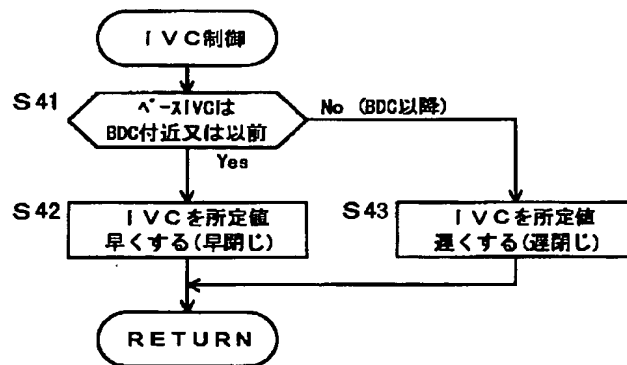 IVC制御
S41
ベースIVCは
BDC付近又は以前
No (BDC以降)
Yes
S42
IVCを所定値
早くする(早閉じ)
S43
IVCを所定値
遅くする(遅閉じ)
RETURN